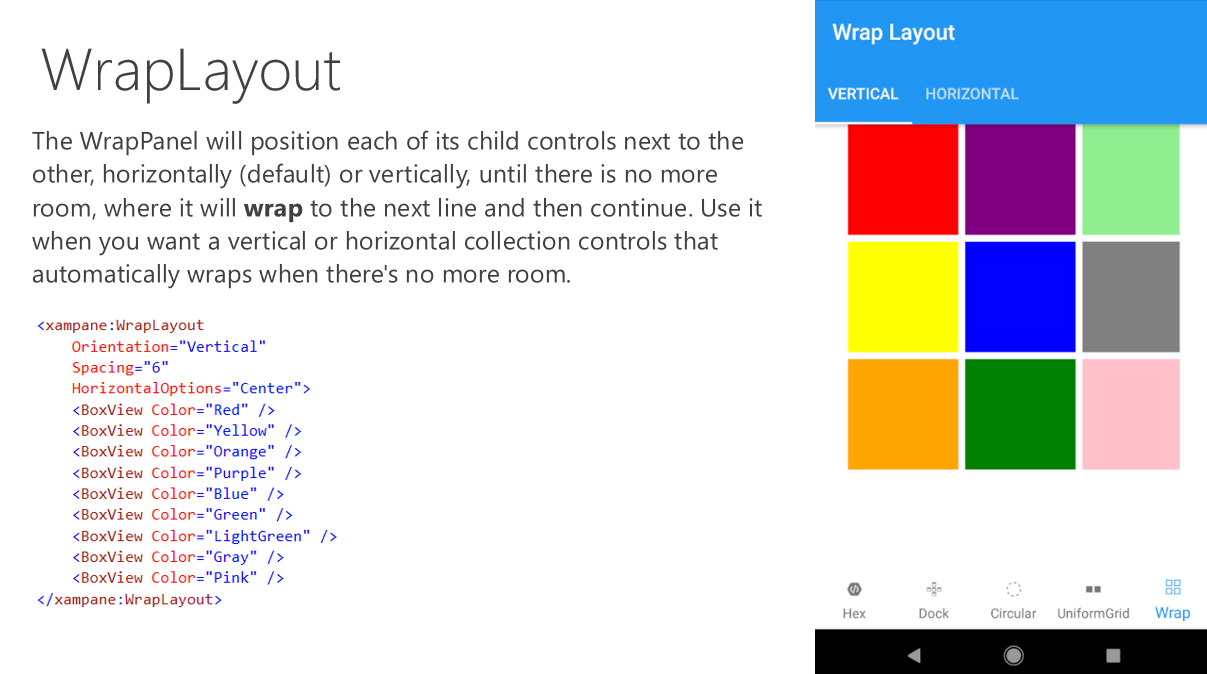 WrapLayout
The WrapPanel will position each of its child controls next to the
other, horizontally (default) or vertically, until there is no more
room, where it will wrap to the next line and then continue. Use it
when you want a vertical or horizontal collection controls that
automatically wraps when there's no more room.
<xampane:WrapLayout
Orientation="Vertical"
Spacing="6"
HorizontalOptions="Center">
<BoxView Color="Red" />
<BoxView Color="Yellow" />
<BoxView Color="Orange" />
<BoxView Color="Purple" />
<BoxView Color="Blue" />
<BoxView Color="Green" />
<BoxView Color="LightGreen" />
<BoxView Color="Gray" />
<BoxView Color="Pink" />
</xampane:WrapLayout>
Wrap Layout
VERTICAL HORIZONTAL
Hex Dock Circular UniformGrid Wrap